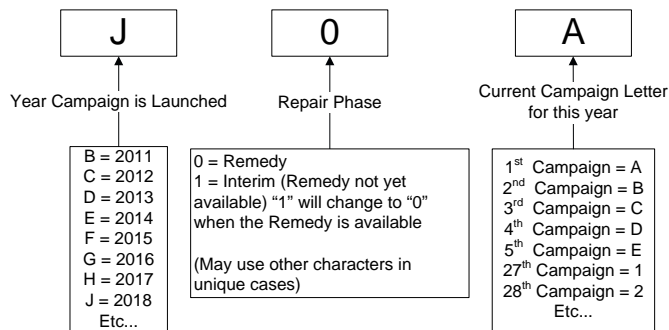 J
0
A
Year Campaign is Launched
Repair Phase
Current Campaign Letter
for this year
B = 2011
C = 2012
D = 2013
E = 2014
F = 2015
G = 2016
H = 2017
J = 2018
Etc...
0 = Remedy
1 = Interim (Remedy not yet
available) “1” will change to “0”
when the Remedy is available
(May use other characters in
unique cases)
1st Campaign = A
2nd Campaign = B
3rd Campaign = C
4th Campaign = D
5th Campaign = E
27th Campaign = 1
28th Campaign = 2
Etc...